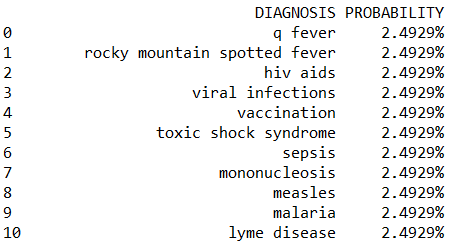 DIAGNOSIS PROBABILITY
0 q fever 2.4929%
1 rocky mountain spotted fever 2.4929%
2 hiv aids 2.4929%
3 viral infections 2.4929%
4 vaccination 2.4929%
5 toxic shock syndrome 2.4929%
6 sepsis 2.4929%
7 mononucleosis 2.4929%
8 measles 2.4929%
9 malaria 2.4929%
10 lyme disease 2.4929%